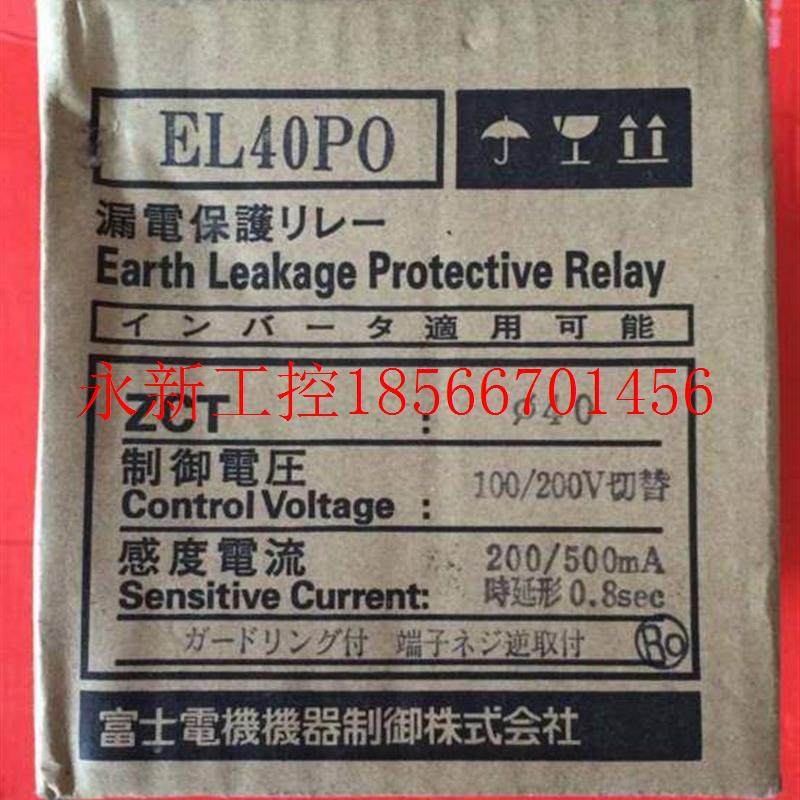 EL40PO
漏電保護リレー
Earth Leakage Protective Relay
インバータ適用可能
永新工控18566701456
ZCT : φ40
制御電圧
Control Voltage : 100/200V切替
感度電流 200/500mA
Sensitive Current: 時延形0.8sec
ガードリング付 端子ネジ逆取付 Ro
富士電機機器制御株式会社